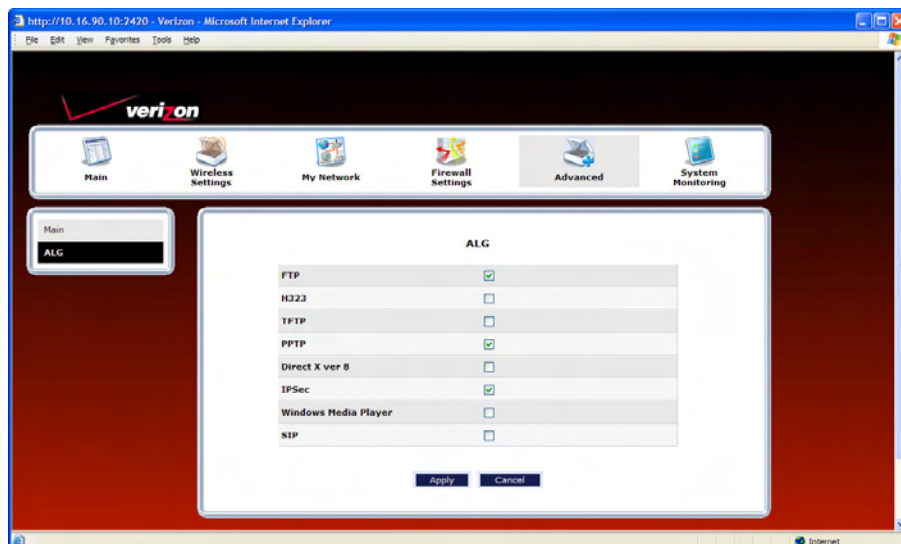 http://10.16.90.10:2420 - Verizon - Microsoft Internet Explorer
File Edit View Favorites Tools Help
verizon
Main
Wireless Settings
My Network
Firewall Settings
Advanced
System Monitoring
Main
ALG
ALG
FTP
H323
TFTP
PPTP
Direct X ver 8
IPSec
Windows Media Player
SIP
Apply Cancel
Internet